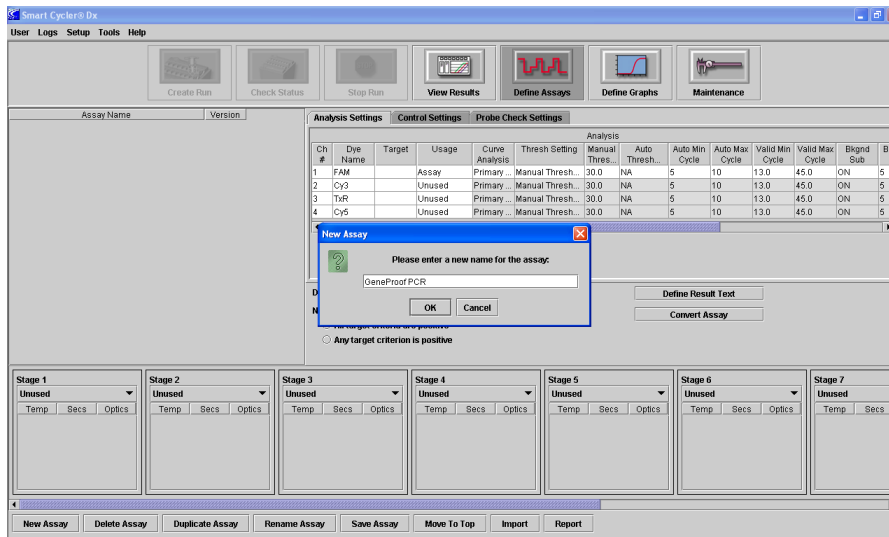 Smart Cycler® Dx
User Logs Setup Tools Help
Create Run Check Status Stop Run View Results Define Assays Define Graphs Maintenance
Assay Name Version
Analysis Settings Control Settings Probe Check Settings
Analysis
Ch # Dye Name Target Usage Curve Analysis Thresh Setting Manual Thres... Auto Thresh... Auto Min Cycle Auto Max Cycle Valid Min Cycle Valid Max Cycle Bkgnd Sub B
1 FAM Assay Primary ... Manual Thresh... 30.0 NA 5 10 13.0 45.0 ON 5
2 Cy3 Unused Primary ... Manual Thresh... 30.0 NA 5 10 13.0 45.0 ON 5
3 TxR Unused Primary ... Manual Thresh... 30.0 NA 5 10 13.0 45.0 ON 5
4 Cy5 Unused Primary ... Manual Thresh... 30.0 NA 5 10 13.0 45.0 ON 5
New Assay
Please enter a new name for the assay:
GeneProof PCR
OK Cancel
D Define Result Text
N Convert Assay
Any target criterion is positive
Stage 1 Stage 2 Stage 3 Stage 4 Stage 5 Stage 6 Stage 7
Unused Unused Unused Unused Unused Unused Unused
Temp Secs Optics Temp Secs Optics Temp Secs Optics Temp Secs Optics Temp Secs Optics Temp Secs Optics Temp Secs
New Assay Delete Assay Duplicate Assay Rename Assay Save Assay Move To Top Import Report